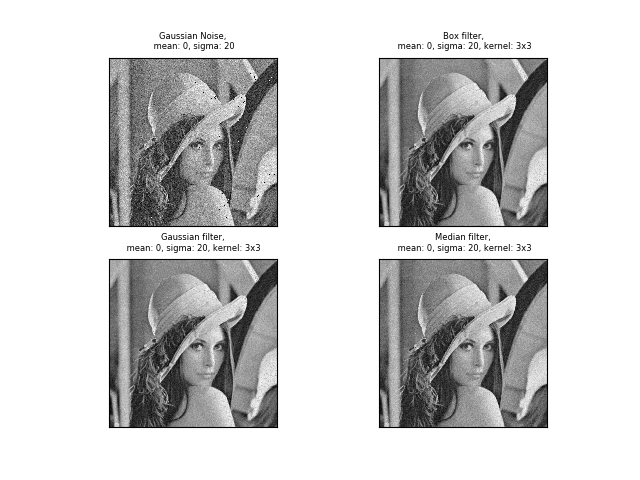 Gaussian Noise,
mean: 0, sigma: 20
Box filter,
mean: 0, sigma: 20, kernel: 3x3
Gaussian filter,
mean: 0, sigma: 20, kernel: 3x3
Median filter,
mean: 0, sigma: 20, kernel: 3x3